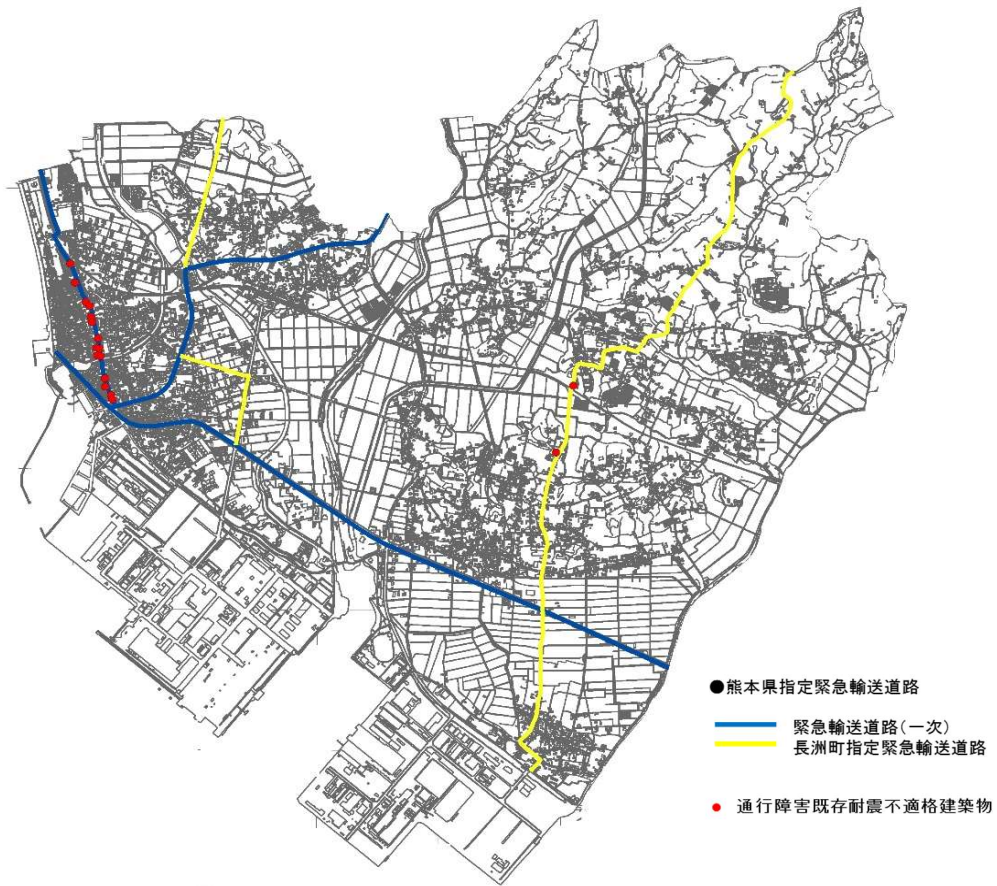 ●熊本県指定緊急輸送道路
緊急輸送道路(一次)
長洲町指定緊急輸送道路
通行障害既存耐震不適格建築物